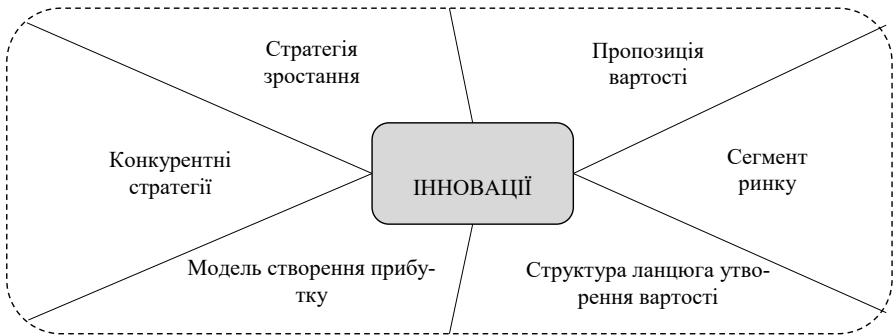 Стратегія
зростання
Пропозиція
вартості
Конкурентні
стратегії
ІННОВАЦІЇ
Сегмент
ринку
Модель створення прибу-
тку
Структура ланцюга утво-
рення вартості